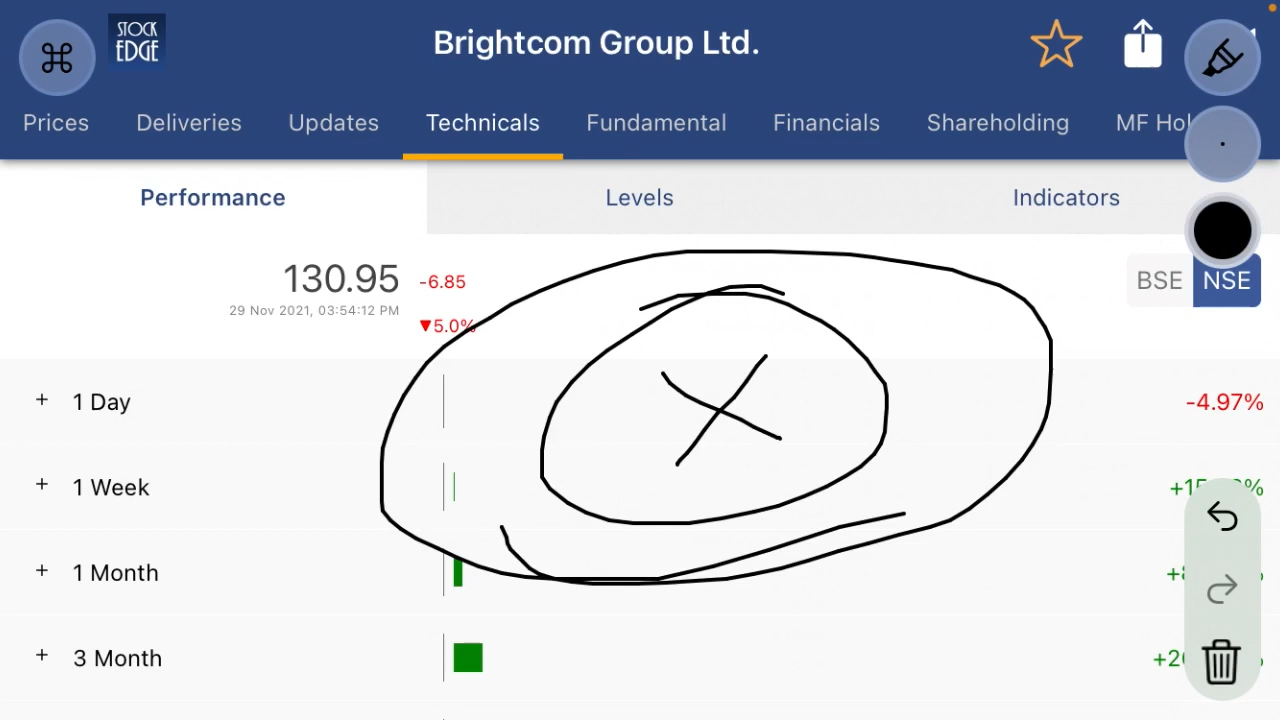 STOCK
EDGE
Brightcom Group Ltd.
Prices Deliveries Updates Technicals Fundamental Financials Shareholding MF Hol
Performance Levels Indicators
130.95 -6.85
29 Nov 2021, 03:54:12 PM
▼5.0%
BSE NSE
+ 1 Day -4.97%
+ 1 Week
+ 1 Month
+ 3 Month